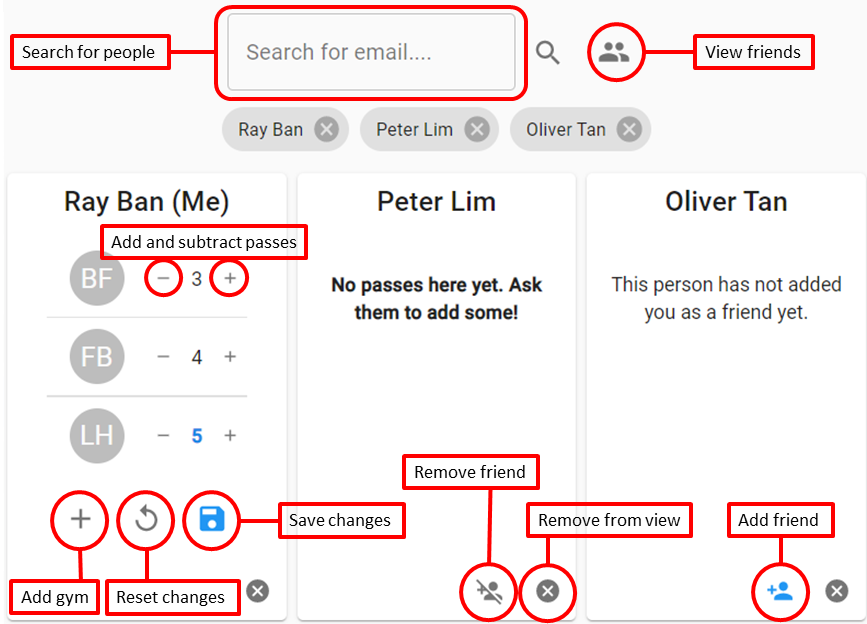 Search for people
Search for email....
View friends
Ray Ban
Peter Lim
Oliver Tan
Ray Ban (Me)
Peter Lim
Oliver Tan
Add and subtract passes
BF
− 3 +
No passes here yet. Ask
them to add some!
This person has not added
you as a friend yet.
FB
− 4 +
LH
− 5 +
Remove friend
Save changes
Remove from view
Add friend
Add gym
Reset changes